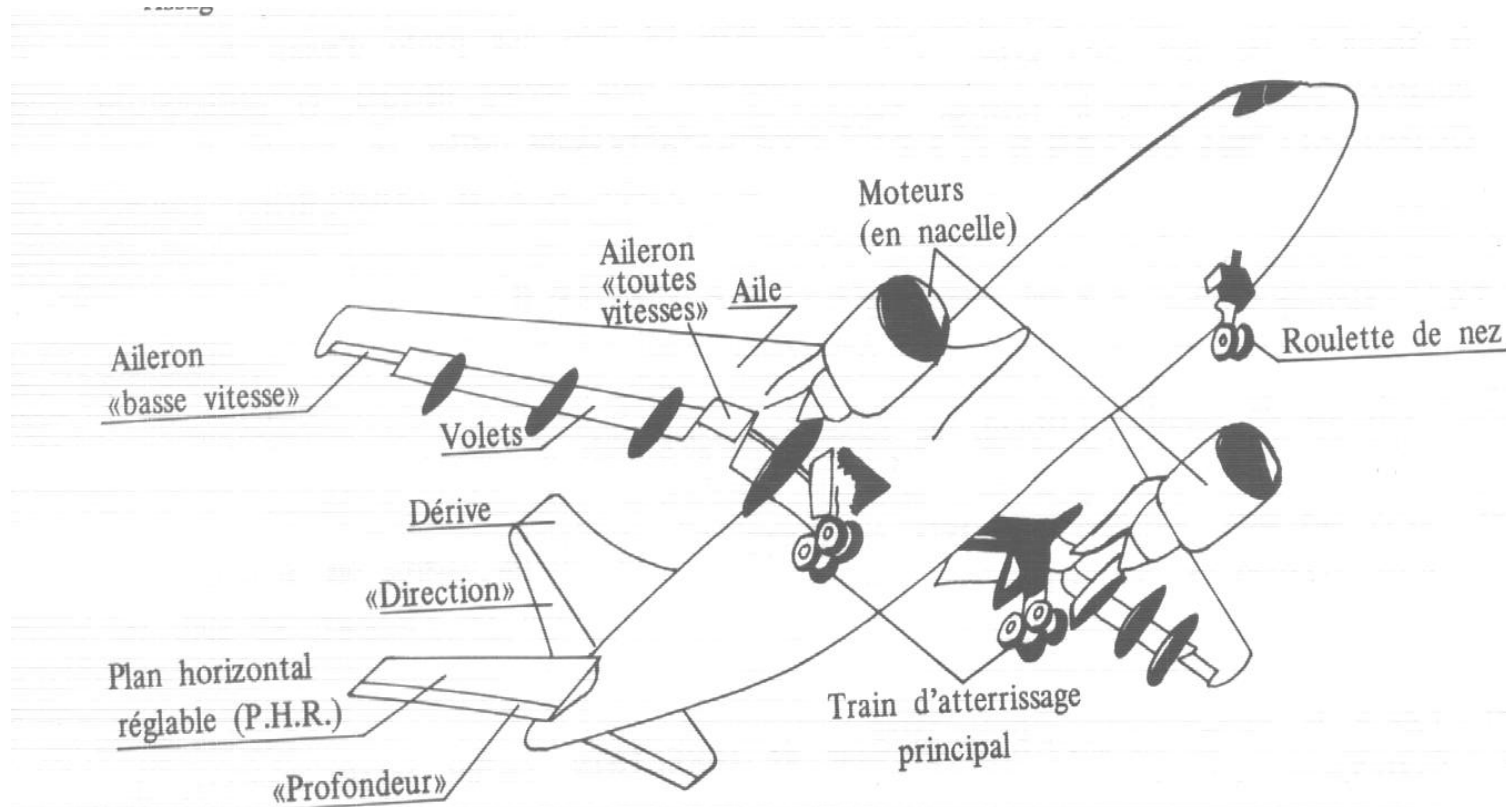 Moteurs
(en nacelle)
Aileron
«toutes
vitesses»
Aile
Roulette de nez
Aileron
«basse vitesse»
Volets
Dérive
«Direction»
Plan horizontal
réglable (P.H.R.)
«Profondeur»
Train d'atterrissage
principal